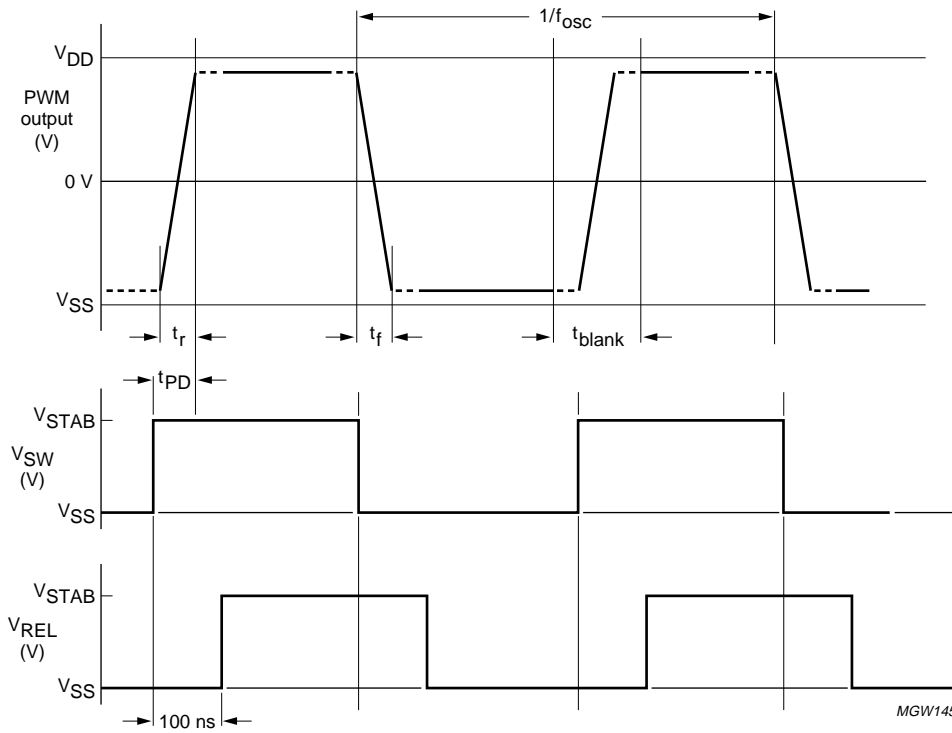 1/fosc
VDD
PWM
output
(V)
0 V
VSS
tr
tf
tblank
tPD
VSTAB
VSW
(V)
VSS
VSTAB
VREL
(V)
VSS
100 ns
MGW145